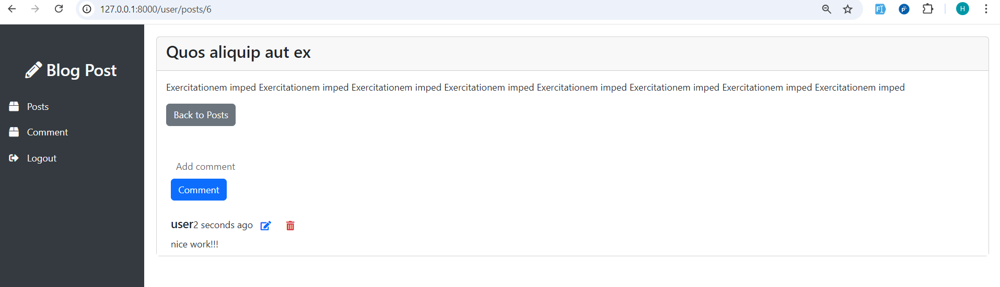 127.0.0.1:8000/user/posts/6
H
Blog Post
Posts
Comment
Logout
Quos aliquip aut ex
Exercitationem imped Exercitationem imped Exercitationem imped Exercitationem imped Exercitationem imped Exercitationem imped Exercitationem imped Exercitationem imped
Back to Posts
Add comment
Comment
user2 seconds ago
nice work!!!